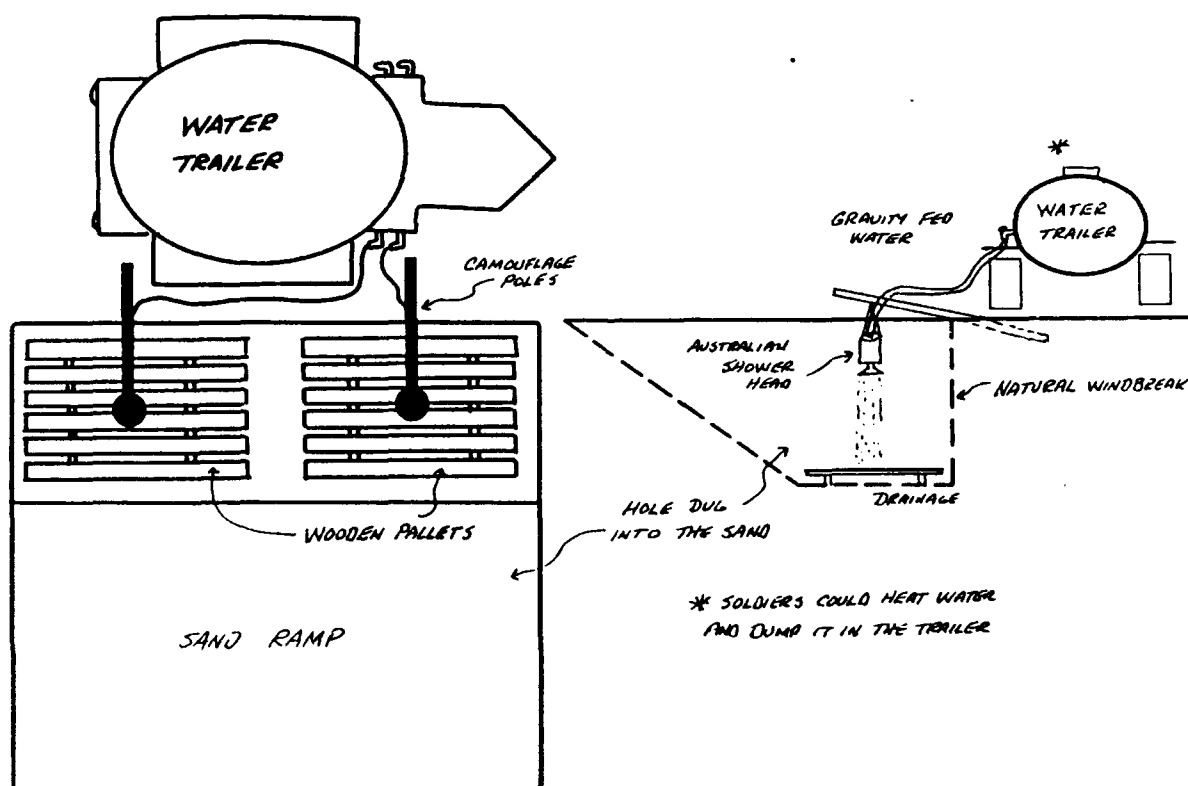 WATER
TRAILER
CAMOUFLAGE
POLES
WOODEN PALLETS
SAND RAMP
GRAVITY FED
WATER
*
WATER
TRAILER
AUSTRALIAN
SHOWER
HEAD
NATURAL WINDBREAK
DRAINAGE
HOLE DUG
INTO THE SAND
* SOLDIERS COULD HEAT WATER
AND DUMP IT IN THE TRAILER